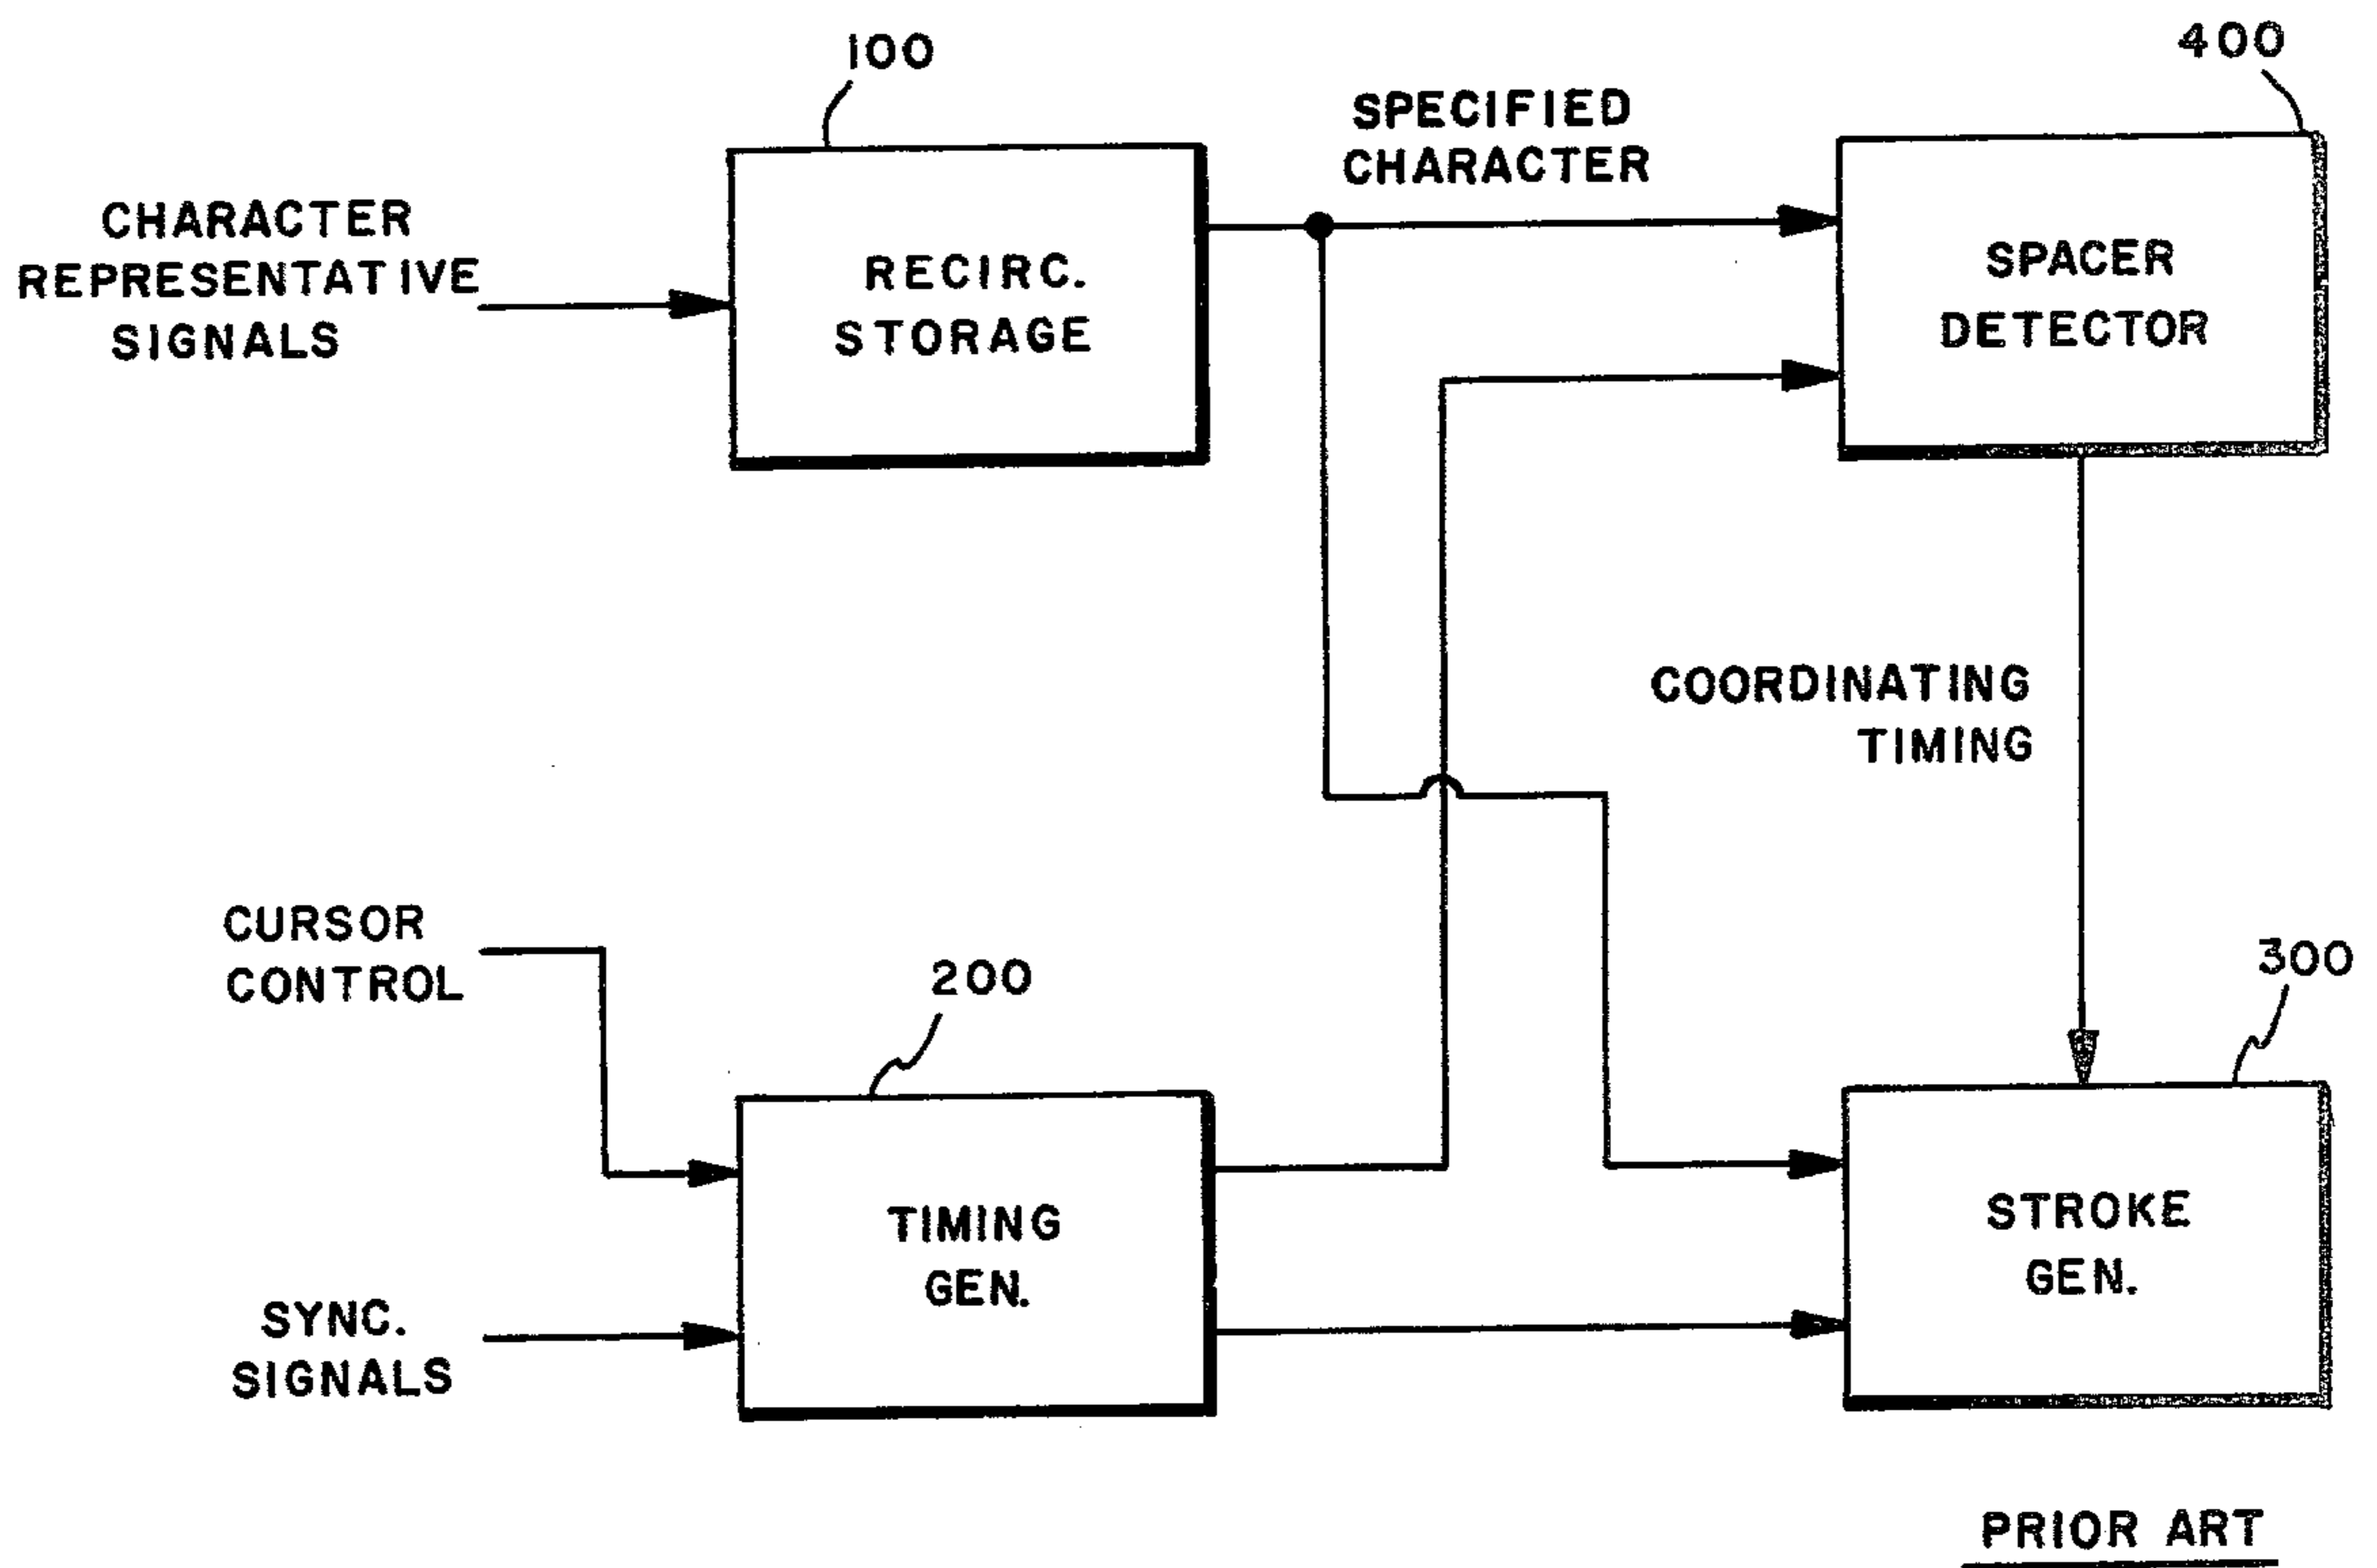 100
400
SPECIFIED
CHARACTER
CHARACTER
REPRESENTATIVE
SIGNALS
RECIRC.
STORAGE
SPACER
DETECTOR
COORDINATING
TIMING
CURSOR
CONTROL
200
300
TIMING
GEN.
STROKE
GEN.
SYNC.
SIGNALS
PRIOR ART